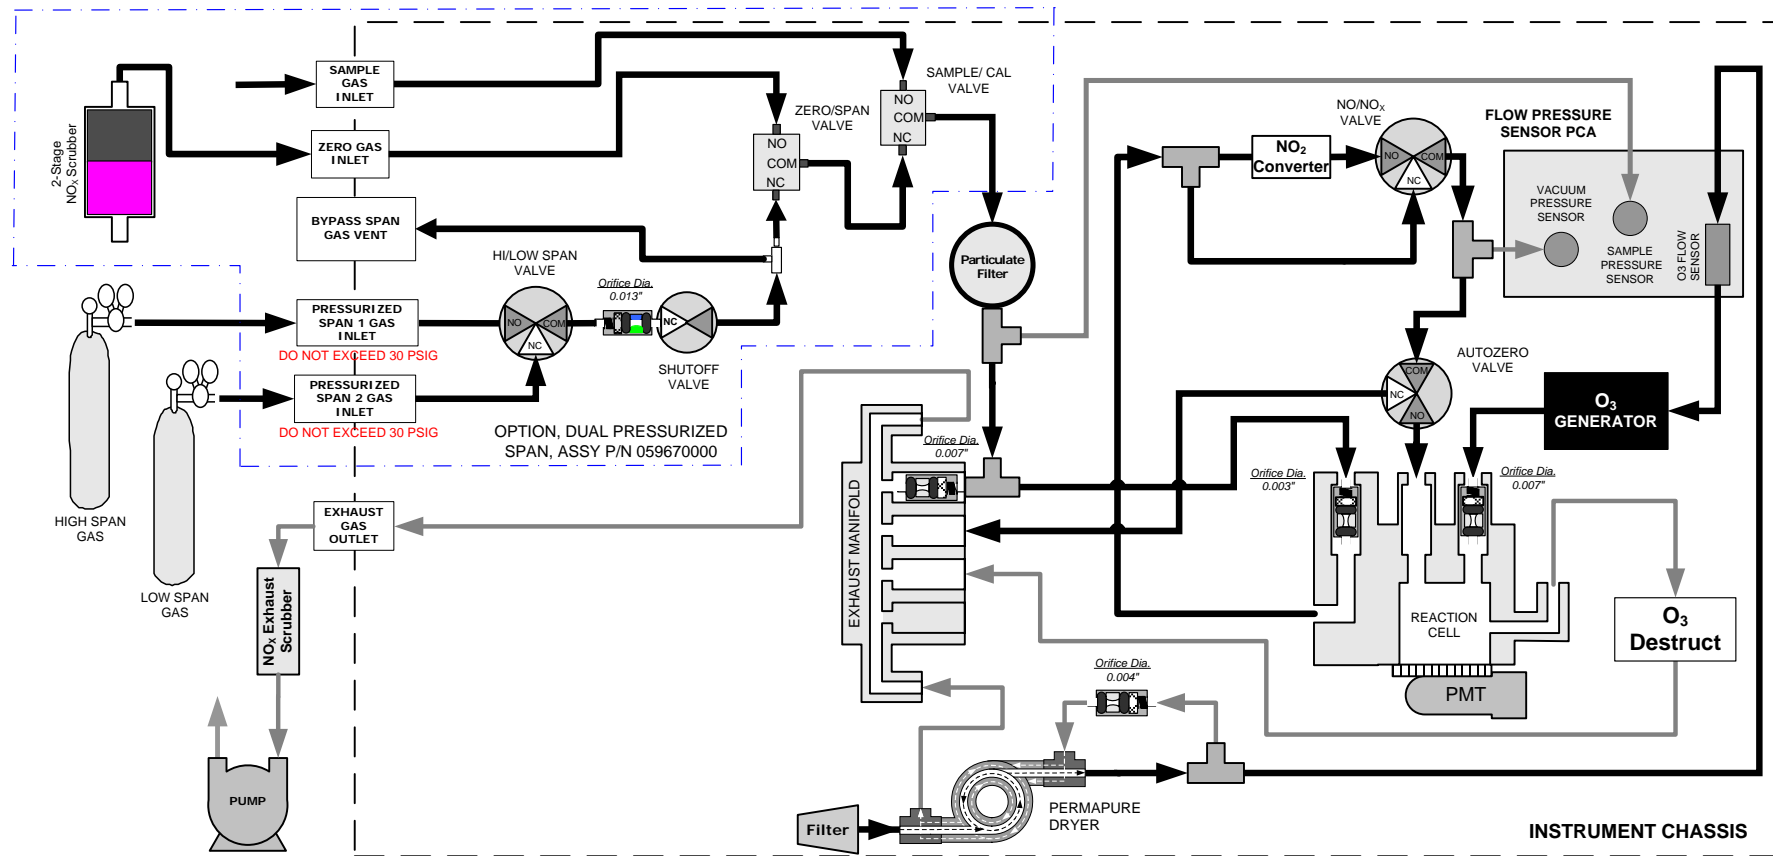 SAMPLE
GAS
INLET
SAMPLE/ CAL
VALVE
NO
COM
NC
ZERO/SPAN
VALVE
NO
COM
NC
ZERO GAS
INLET
2-Stage
NOX Scrubber
BYPASS SPAN
GAS VENT
HI/LOW SPAN
VALVE
NO
COM
NC
Orifice Dia.
0.013"
NC
SHUTOFF
VALVE
PRESSURIZED
SPAN 1 GAS
INLET
DO NOT EXCEED 30 PSIG
PRESSURIZED
SPAN 2 GAS
INLET
DO NOT EXCEED 30 PSIG
OPTION, DUAL PRESSURIZED
SPAN, ASSY P/N 059670000
HIGH SPAN
GAS
LOW SPAN
GAS
EXHAUST
GAS
OUTLET
NOX Exhaust
Scrubber
PUMP
Particulate
Filter
NO/NOX
VALVE
NO
COM
NC
NO2
Converter
FLOW PRESSURE
SENSOR PCA
VACUUM
PRESSURE
SENSOR
SAMPLE
PRESSURE
SENSOR
O3 FLOW
SENSOR
AUTOZERO
VALVE
COM
NC
NO
O3
GENERATOR
Orifice Dia.
0.007"
Orifice Dia.
0.003"
Orifice Dia.
0.007"
EXHAUST MANIFOLD
REACTION
CELL
PMT
O3
Destruct
Orifice Dia.
0.004"
PERMAPURE
DRYER
Filter
INSTRUMENT CHASSIS